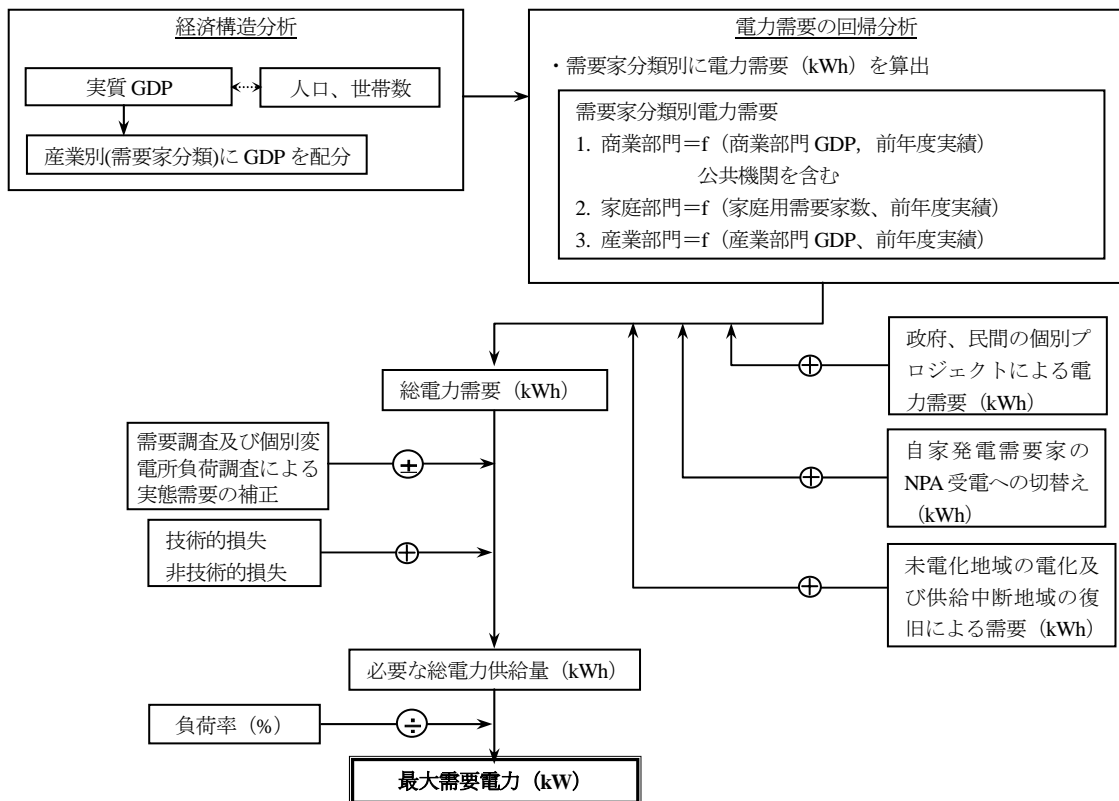 経済構造分析
実質 GDP
人口、世帯数
産業別(需要家分類)に GDP を配分
電力需要の回帰分析
・需要家分類別に電力需要（kWh）を算出
需要家分類別電力需要
1. 商業部門＝f（商業部門 GDP，前年度実績）
公共機関を含む
2. 家庭部門＝f（家庭用需要家数、前年度実績）
3. 産業部門＝f（産業部門 GDP、前年度実績）
政府、民間の個別プ
ロジェクトによる電
力需要（kWh）
総電力需要（kWh）
需要調査及び個別変
電所負荷調査による
実態需要の補正
±
自家発電需要家の
NPA 受電への切替え
（kWh）
技術的損失
非技術的損失
未電化地域の電化及
び供給中断地域の復
旧による需要（kWh）
必要な総電力供給量（kWh）
負荷率（%）
÷
最大需要電力（kW）